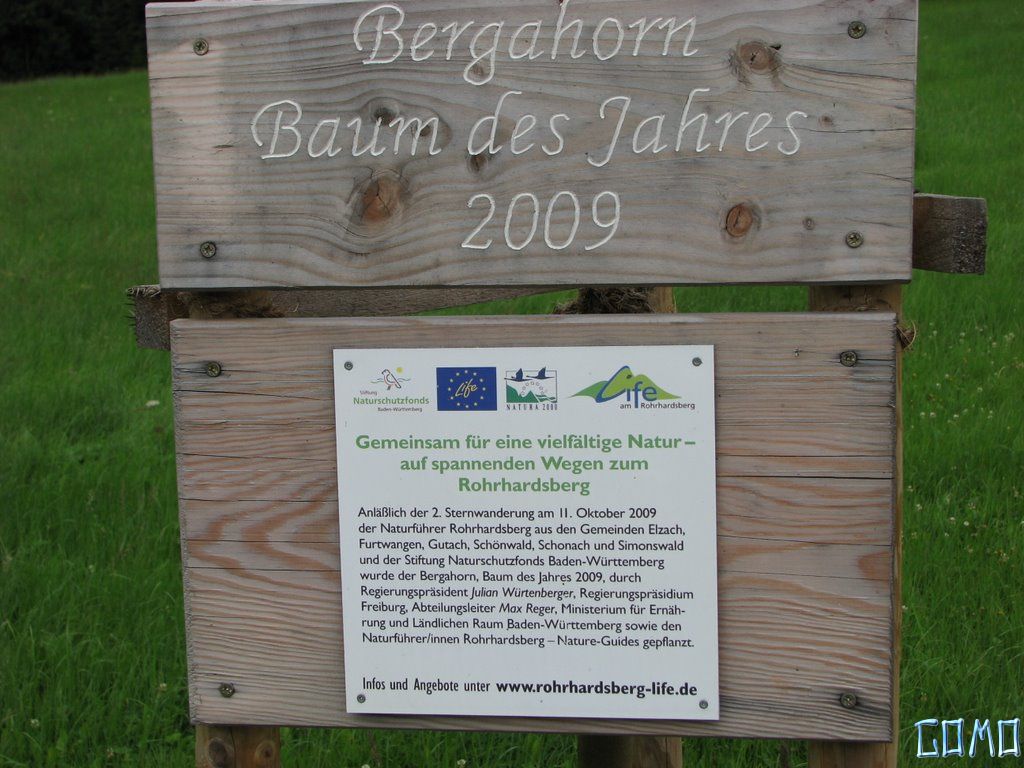 Bergahorn
Baum des Jahres
2009
Stiftung
Naturschutzfonds
Baden-Württemberg
Life
NATURA 2000
Life
am Rohrhardsberg
Gemeinsam für eine vielfältige Natur –
auf spannenden Wegen zum
Rohrhardsberg
Anläßlich der 2. Sternwanderung am 11. Oktober 2009
der Naturführer Rohrhardsberg aus den Gemeinden Elzach,
Furtwangen, Gutach, Schönwald, Schonach und Simonswald
und der Stiftung Naturschutzfonds Baden-Württemberg
wurde der Bergahorn, Baum des Jahres 2009, durch
Regierungspräsident Julian Würtenberger, Regierungspräsidium
Freiburg, Abteilungsleiter Max Reger, Ministerium für Ernäh-
rung und Ländlichen Raum Baden-Württemberg sowie den
Naturführer/innen Rohrhardsberg – Nature-Guides gepflanzt.
Infos und Angebote unter www.rohrhardsberg-life.de
GOMO